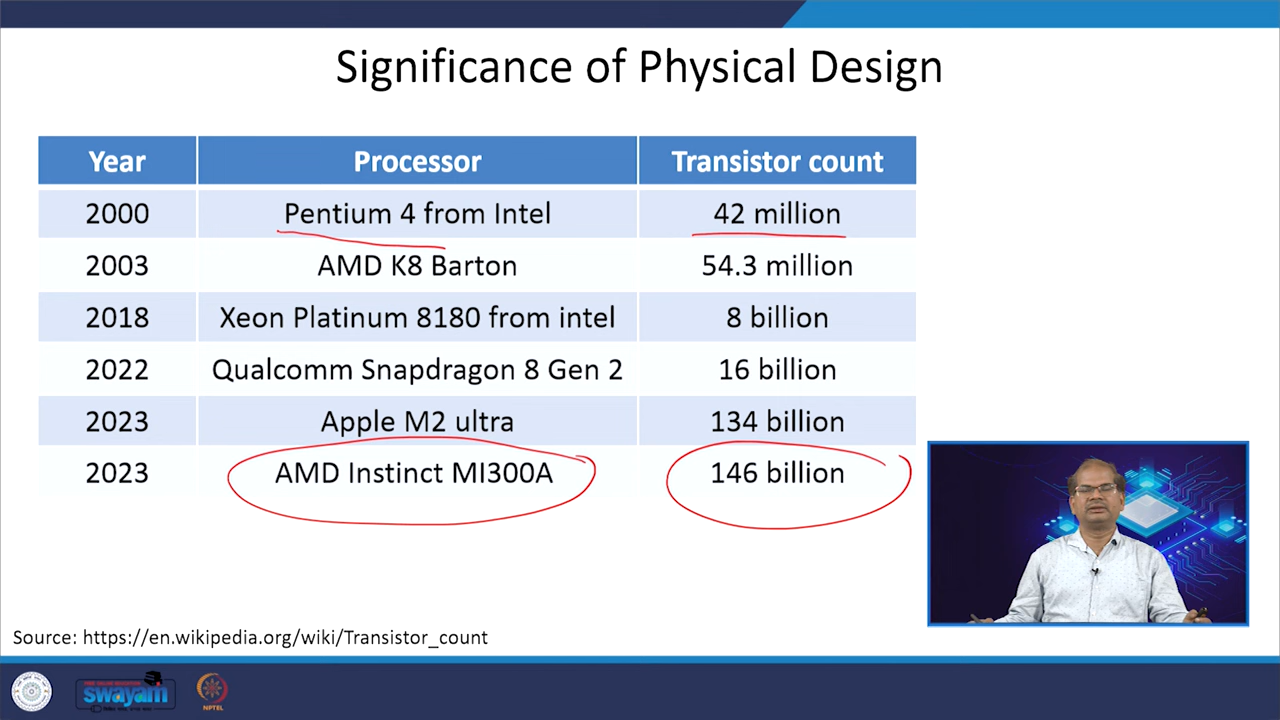 Significance of Physical Design
Year Processor Transistor count
2000 Pentium 4 from Intel 42 million
2003 AMD K8 Barton 54.3 million
2018 Xeon Platinum 8180 from intel 8 billion
2022 Qualcomm Snapdragon 8 Gen 2 16 billion
2023 Apple M2 ultra 134 billion
2023 AMD Instinct MI300A 146 billion
Source: https://en.wikipedia.org/wiki/Transistor_count
swayam
NPTEL